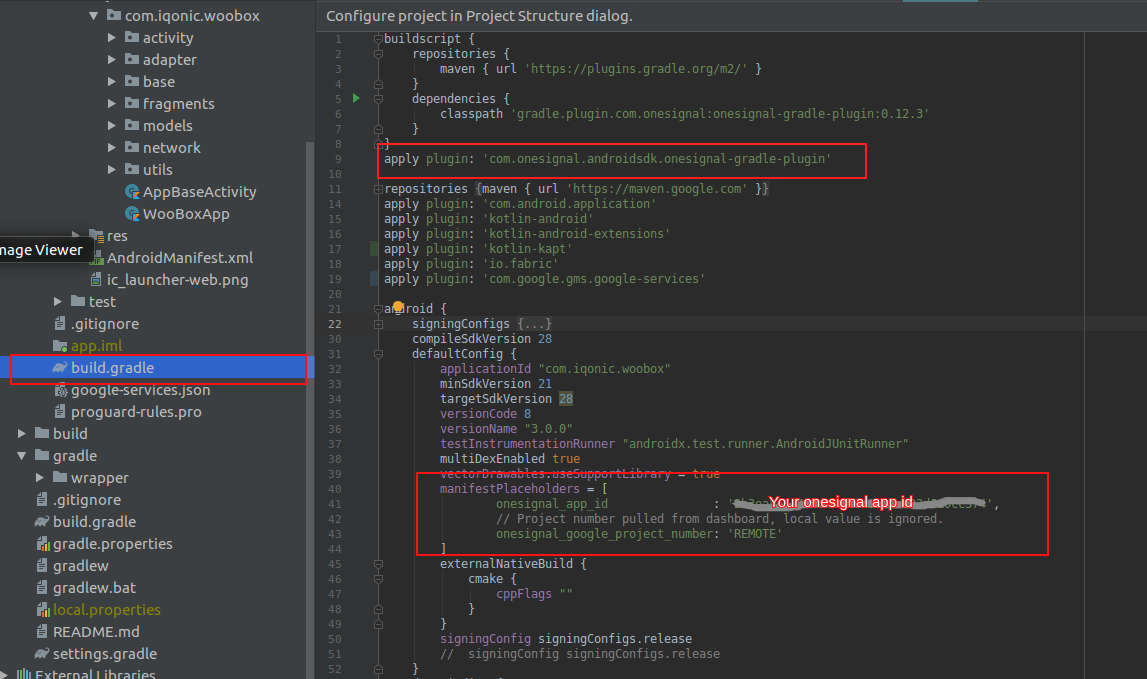 com.iqonic.woobox
activity
adapter
base
fragments
models
network
utils
AppBaseActivity
WooBoxApp
res
mage Viewer
AndroidManifest.xml
ic_launcher-web.png
test
.gitignore
app.iml
build.gradle
google-services.json
proguard-rules.pro
build
gradle
wrapper
.gitignore
build.gradle
gradle.properties
gradlew
gradlew.bat
local.properties
README.md
settings.gradle
External Libraries
Configure project in Project Structure dialog.
1 buildscript {
2 repositories {
3 maven { url 'https://plugins.gradle.org/m2/' }
4 }
5 dependencies {
6 classpath 'gradle.plugin.com.onesignal:onesignal-gradle-plugin:0.12.3'
7 }
8 }
9 apply plugin: 'com.onesignal.androidsdk.onesignal-gradle-plugin'
10
11 repositories {maven { url 'https://maven.google.com' }}
14 apply plugin: 'com.android.application'
15 apply plugin: 'kotlin-android'
16 apply plugin: 'kotlin-android-extensions'
17 apply plugin: 'kotlin-kapt'
18 apply plugin: 'io.fabric'
19 apply plugin: 'com.google.gms.google-services'
20
21 android {
22 signingConfigs {...}
30 compileSdkVersion 28
31 defaultConfig {
32 applicationId "com.iqonic.woobox"
33 minSdkVersion 21
34 targetSdkVersion 28
35 versionCode 8
36 versionName "3.0.0"
37 testInstrumentationRunner "androidx.test.runner.AndroidJUnitRunner"
38 multiDexEnabled true
39 vectorDrawables.useSupportLibrary = true
40 manifestPlaceholders = [
41 onesignal_app_id : ' Your onesignal app id ',
42 // Project number pulled from dashboard, local value is ignored.
43 onesignal_google_project_number: 'REMOTE'
44 ]
45 externalNativeBuild {
46 cmake {
47 cppFlags ""
48 }
49 }
50 signingConfig signingConfigs.release
51 // signingConfig signingConfigs.release
52 }